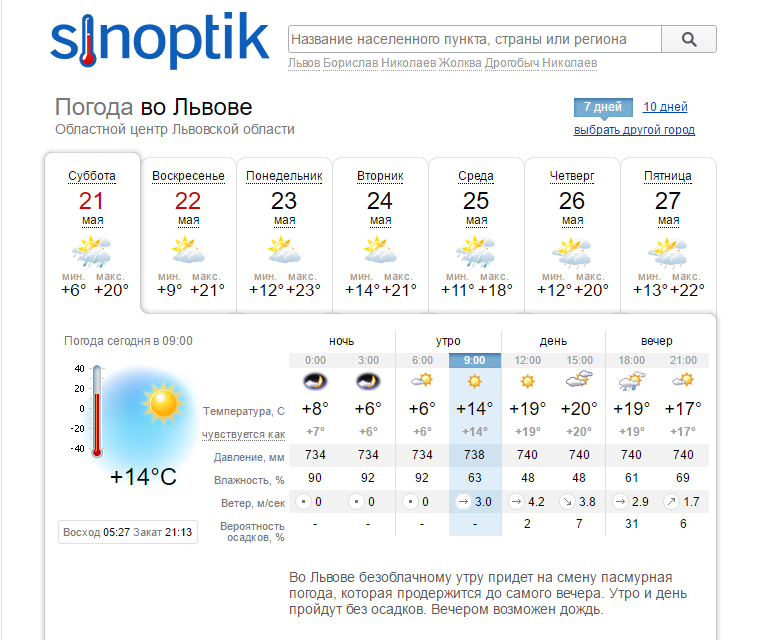 sinoptik
Название населенного пункта, страны или региона
Львов Борислав Николаев Жолква Дрогобыч Николаев
Погода во Львове
Областной центр Львовской области
7 дней 10 дней
выбрать другой город
Суббота Воскресенье Понедельник Вторник Среда Четверг Пятница
21 22 23 24 25 26 27
мая мая мая мая мая мая мая
мин. макс. мин. макс. мин. макс. мин. макс. мин. макс. мин. макс. мин. макс.
+6° +20° +9° +21° +12° +23° +14° +21° +11° +18° +12° +20° +13° +22°
Погода сегодня в 09:00
40
20
0
-20
-40
+14°C
Восход 05:27 Закат 21:13
ночь утро день вечер
0:00 3:00 6:00 9:00 12:00 15:00 18:00 21:00
Температура, С +8° +6° +6° +14° +19° +20° +19° +17°
чувствуется как +7° +6° +6° +14° +19° +20° +19° +17°
Давление, мм 734 734 734 738 740 740 740 740
Влажность, % 90 92 92 63 48 48 61 69
Ветер, м/сек 0 0 0 3.0 4.2 3.8 2.9 1.7
Вероятность
осадков, % - - - - 2 7 31 6
Во Львове безоблачному утру придет на смену пасмурная
погода, которая продержится до самого вечера. Утро и день
пройдут без осадков. Вечером возможен дождь.